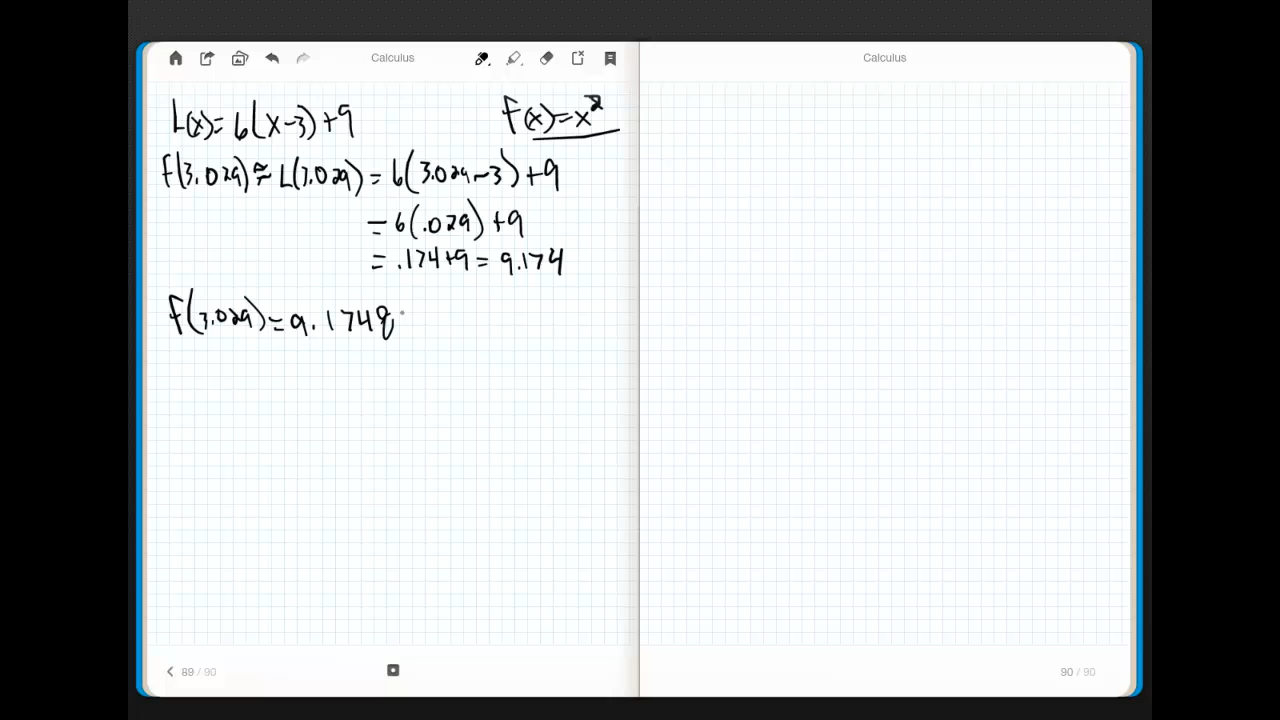 Calculus
L(x)= 6(x-3)+9
f(x)=x²
f(3.029)≅L(3.029) = 6(3.029-3)+9
= 6(.029)+9
= .174+9 = 9.174
f(3.029)=9.1748
89 / 90
Calculus
90 / 90